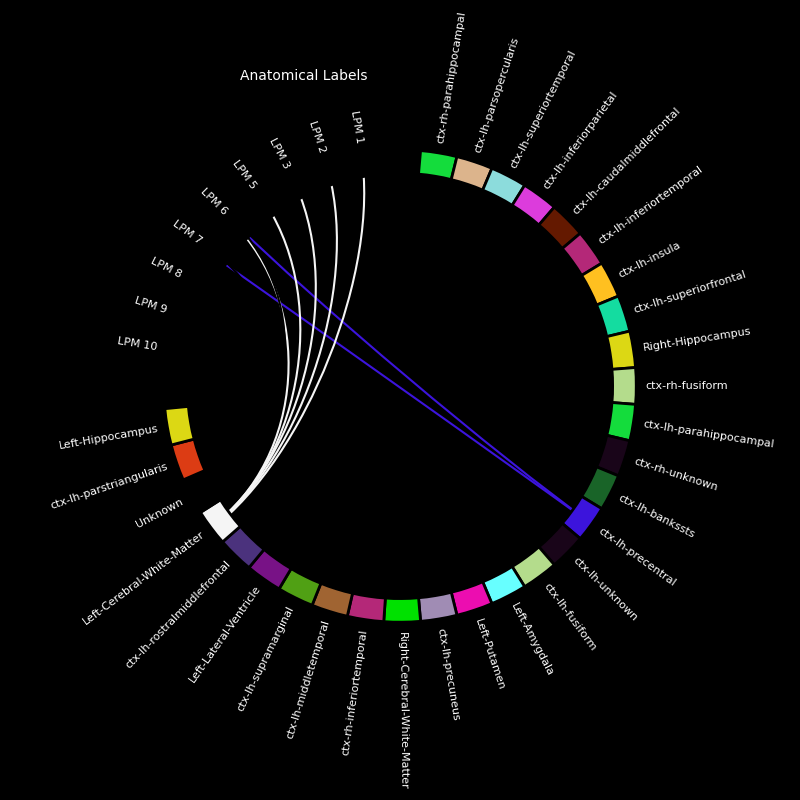 Anatomical Labels
LPM 1
LPM 2
LPM 3
LPM 5
LPM 6
LPM 7
LPM 8
LPM 9
LPM 10
Left-Hippocampus
ctx-lh-parstriangularis
Unknown
Left-Cerebral-White-Matter
ctx-lh-rostralmiddlefrontal
Left-Lateral-Ventricle
ctx-lh-supramarginal
ctx-lh-middletemporal
ctx-rh-inferiortemporal
Right-Cerebral-White-Matter
ctx-lh-precuneus
Left-Putamen
Left-Amygdala
ctx-lh-fusiform
ctx-lh-unknown
ctx-lh-precentral
ctx-lh-bankssts
ctx-rh-unknown
ctx-lh-parahippocampal
ctx-rh-fusiform
Right-Hippocampus
ctx-lh-superiorfrontal
ctx-lh-insula
ctx-lh-inferiortemporal
ctx-lh-caudalmiddlefrontal
ctx-lh-inferiorparietal
ctx-lh-superiortemporal
ctx-lh-parsopercularis
ctx-rh-parahippocampal